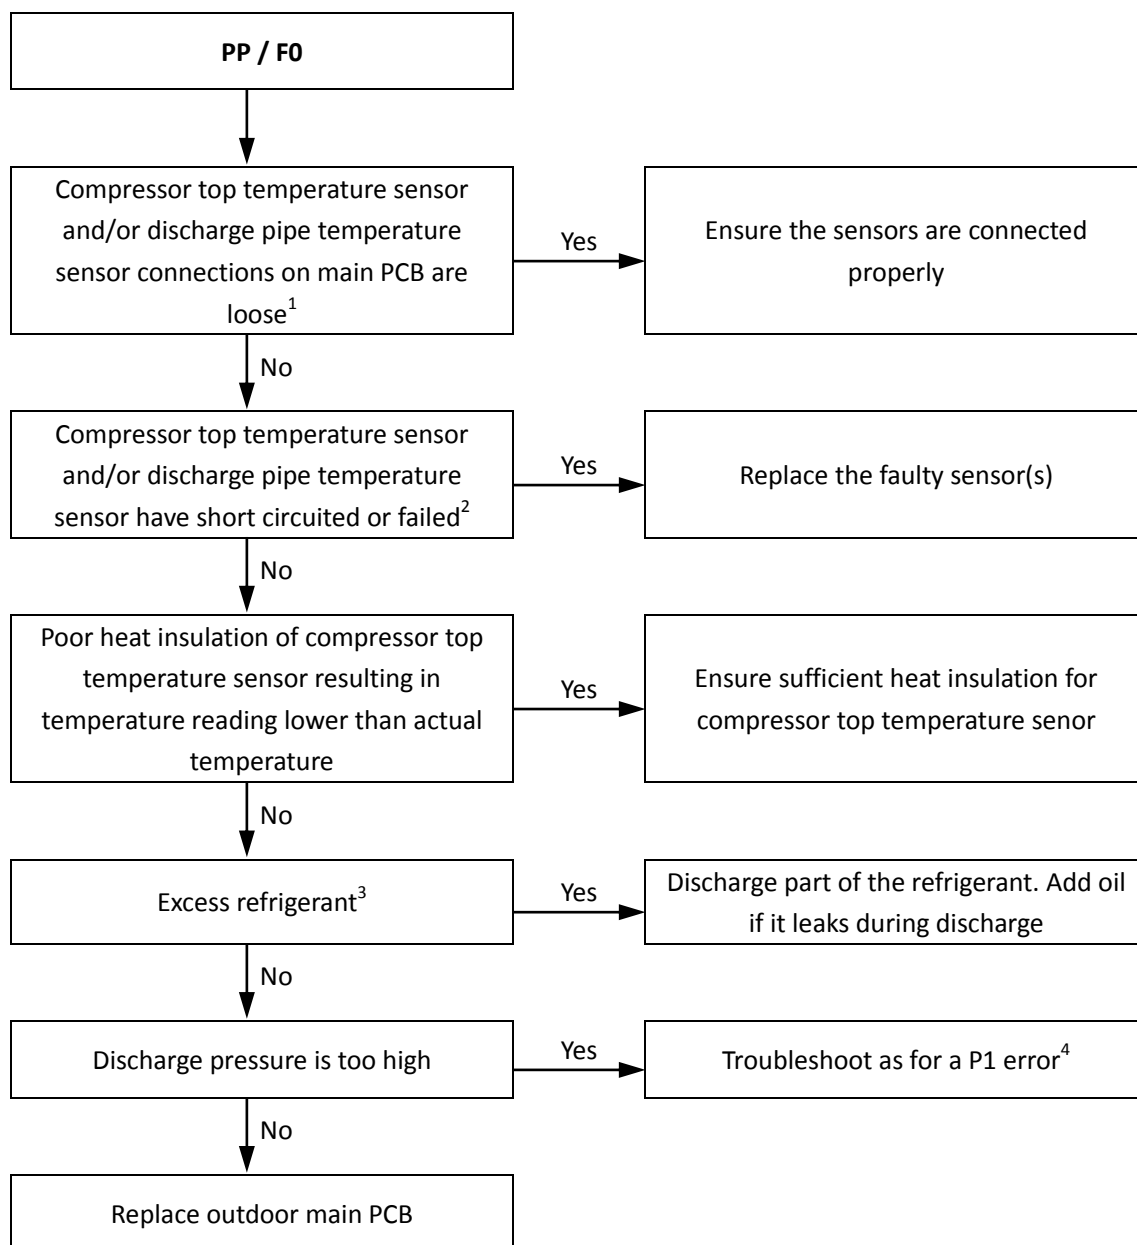 PP / F0
Compressor top temperature sensor
and/or discharge pipe temperature
sensor connections on main PCB are
loose1
Yes
Ensure the sensors are connected
properly
No
Compressor top temperature sensor
and/or discharge pipe temperature
sensor have short circuited or failed2
Yes
Replace the faulty sensor(s)
No
Poor heat insulation of compressor top
temperature sensor resulting in
temperature reading lower than actual
temperature
Yes
Ensure sufficient heat insulation for
compressor top temperature senor
No
Excess refrigerant3
Yes
Discharge part of the refrigerant. Add oil
if it leaks during discharge
No
Discharge pressure is too high
Yes
Troubleshoot as for a P1 error4
No
Replace outdoor main PCB